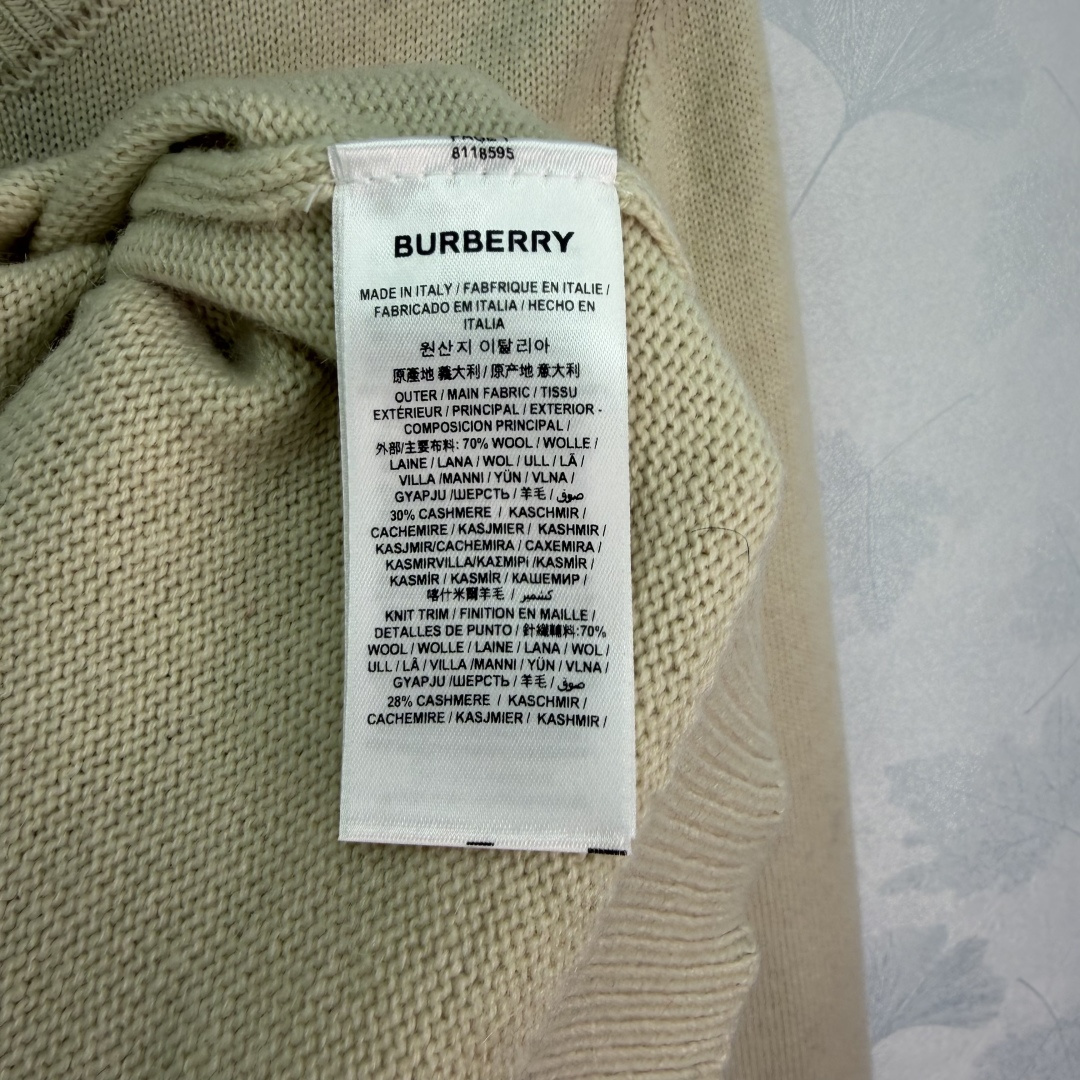 8118595
BURBERRY
MADE IN ITALY / FABFRIQUE EN ITALIE /
FABRICADO EM ITALIA / HECHO EN
ITALIA
원산지 이탈리아
原產地 義大利 / 原产地 意大利
OUTER / MAIN FABRIC / TISSU
EXTÉRIEUR / PRINCIPAL / EXTERIOR -
COMPOSICION PRINCIPAL /
外部/主要布料: 70% WOOL / WOLLE /
LAINE / LANA / WOL / ULL / LÃ /
VILLA /MANNI / YÜN / VLNA /
GYAPJU /ШЕРСТЬ / 羊毛 / صوف
30% CASHMERE / KASCHMIR /
CACHEMIRE / KASJMIER / KASHMIR /
KASJMIR/CACHEMIRA / CAXEMIRA /
KASMIRVILLA/ΚΑΣΜΙΡΙ /KASMİR /
KASMÍR / KASMÍR / КАШЕМИР /
喀什米爾羊毛 / كشمير
KNIT TRIM / FINITION EN MAILLE /
DETALLES DE PUNTO / 針織輔料:70%
WOOL / WOLLE / LAINE / LANA / WOL /
ULL / LÃ / VILLA /MANNI / YÜN / VLNA /
GYAPJU /ШЕРСТЬ / 羊毛 / صوف
28% CASHMERE / KASCHMIR /
CACHEMIRE / KASJMIER / KASHMIR /